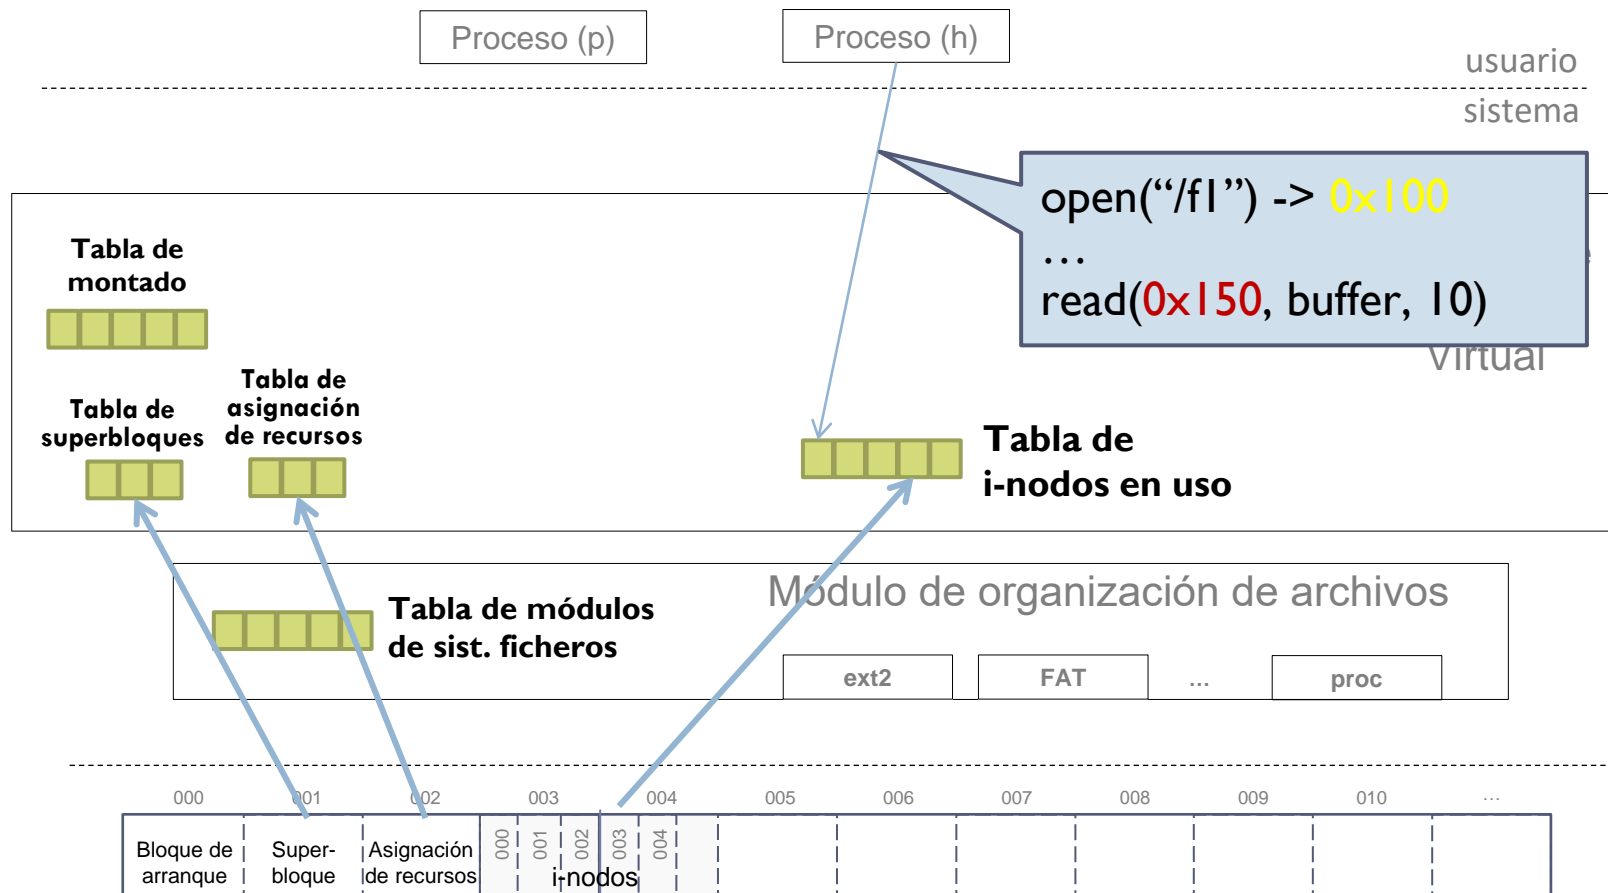 Proceso (p)
Proceso (h)
usuario
sistema
open(“/f1”) -> 0x100
…
read(0x150, buffer, 10)
Virtual
Tabla de
montado
Tabla de
superbloques
Tabla de
asignación
de recursos
Tabla de
i-nodos en uso
Módulo de organización de archivos
Tabla de módulos
de sist. ficheros
ext2
FAT
…
proc
000
001
002
003
004
005
006
007
008
009
010
…
Bloque de
arranque
Super-
bloque
Asignación
de recursos
000
001
002
003
004
i-nodos